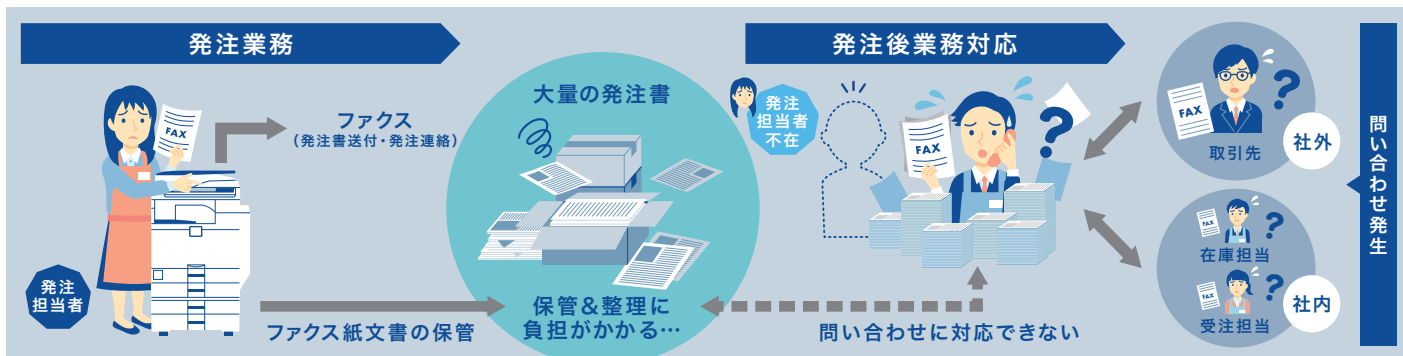 発注業務
FAX
ファクス
(発注書送付・発注連絡)
発注
担当者
ファクス紙文書の保管
大量の発注書
保管&整理に
負担がかかる…
発注後業務対応
発注
担当者
不在
FAX
?
問い合わせに対応できない
FAX
?
取引先
社外
FAX
?
在庫担当
FAX
?
受注担当
社内
問い合わせ発生